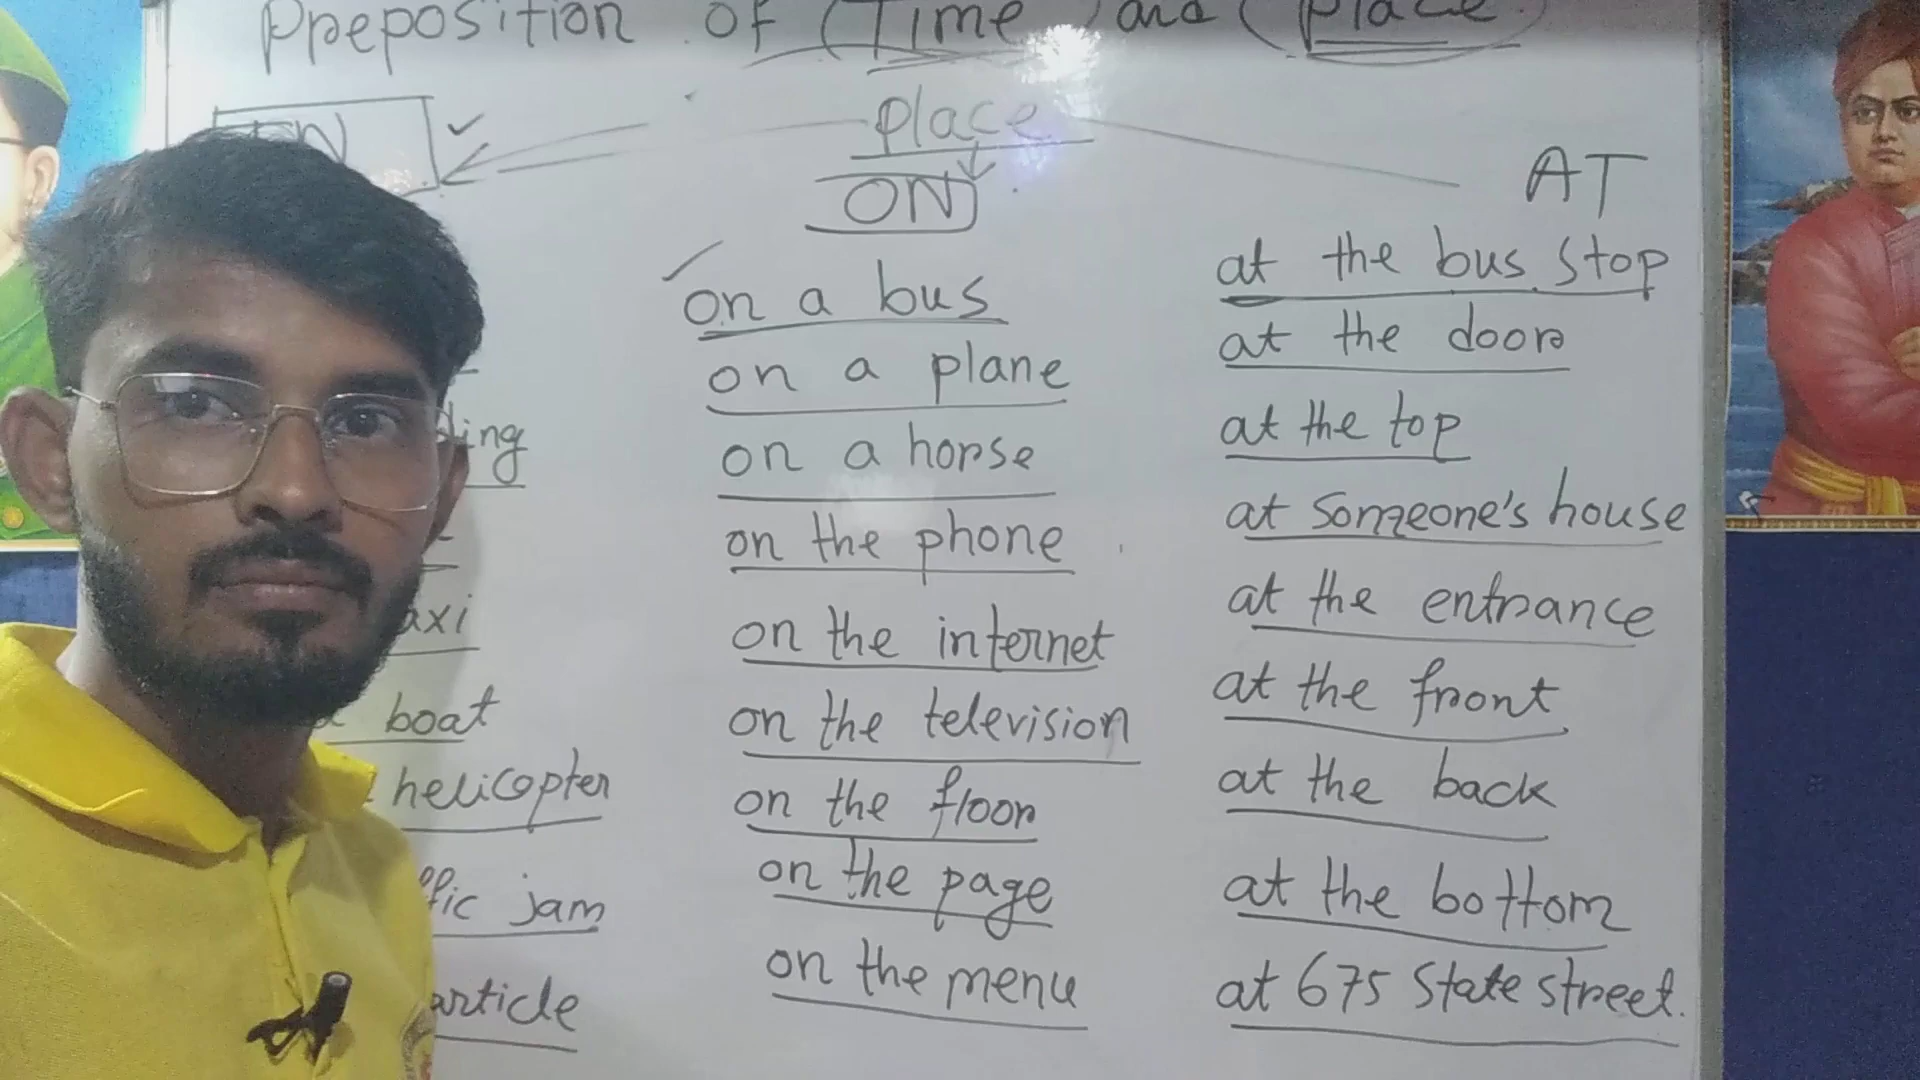 Preposition of (Time) and (place)
IN
place
ON
AT
on a bus
on a plane
on a horse
on the phone
on the internet
on the television
on the floor
on the page
on the menu
at the bus stop
at the door
at the top
at someone's house
at the entrance
at the front
at the back
at the bottom
at 675 State street.
boat
helicopter
jam
article